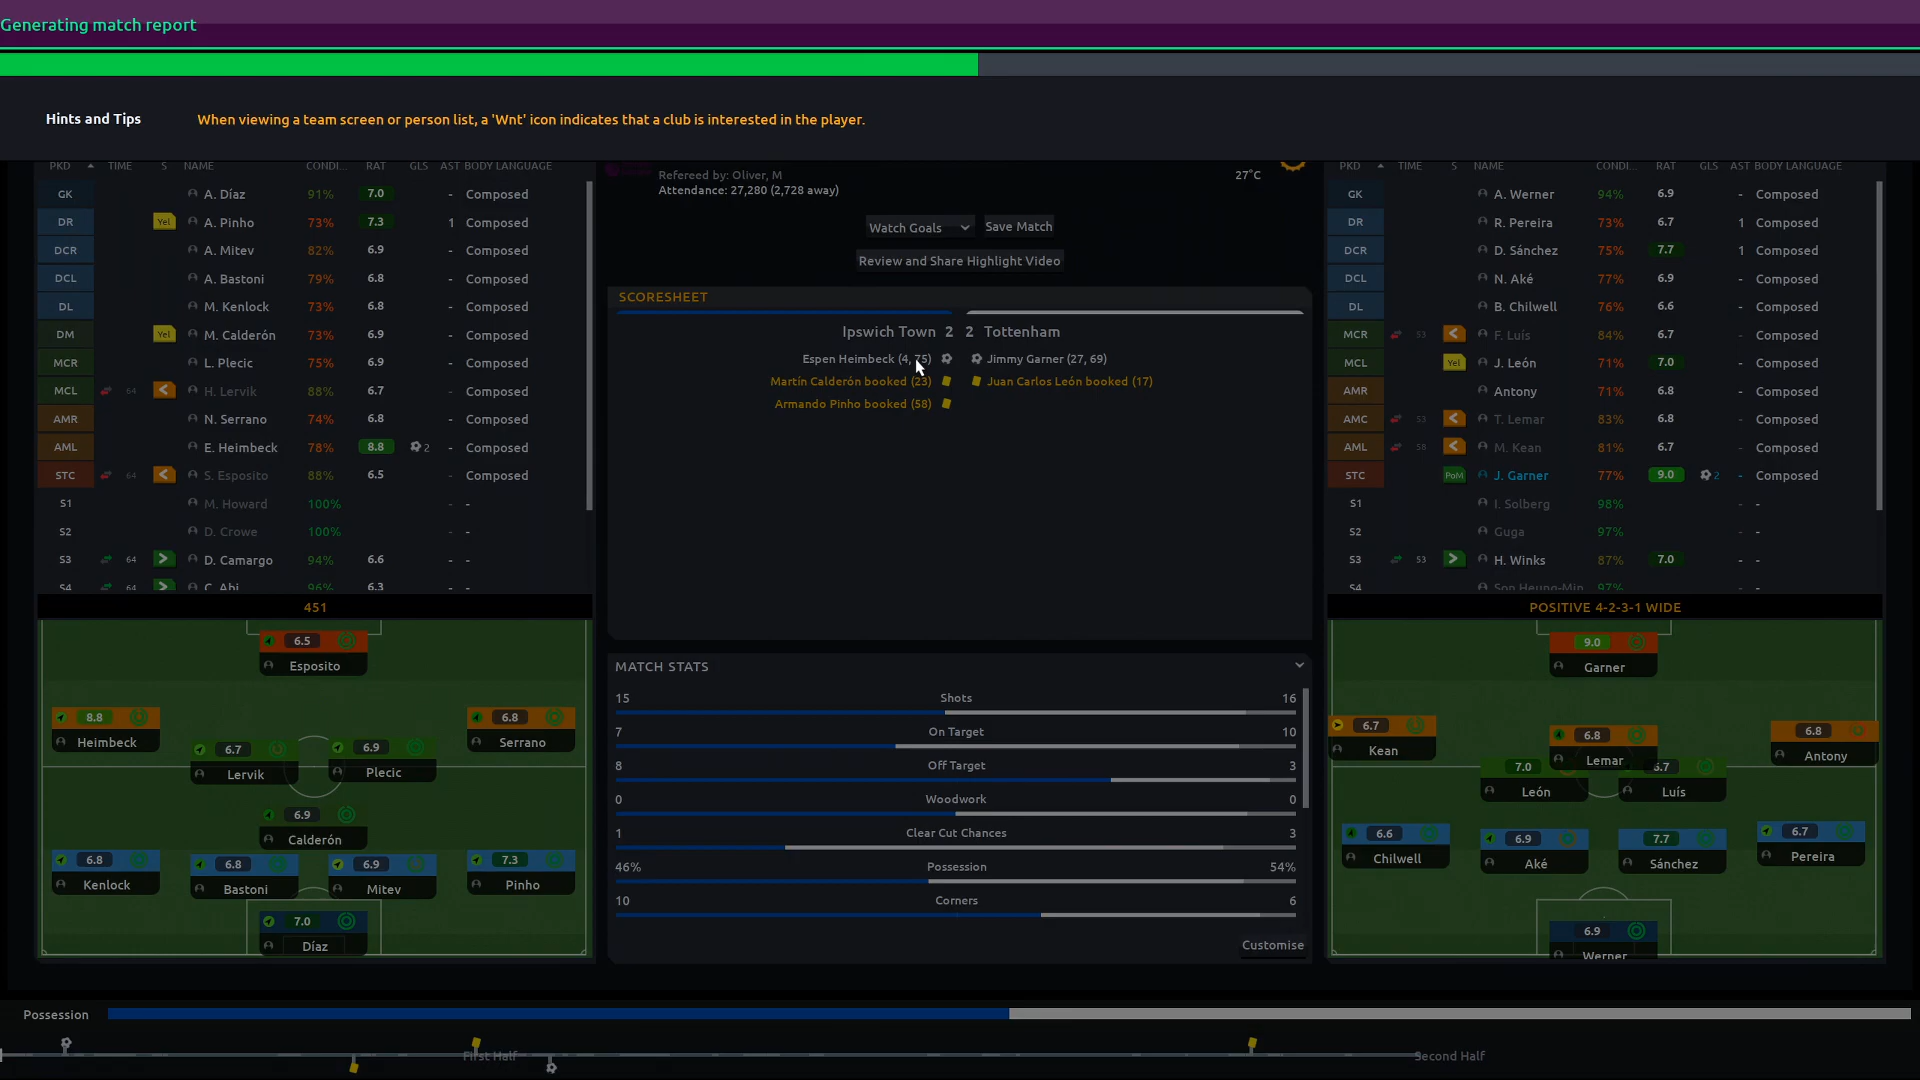 Generating match report
Hints and Tips When viewing a team screen or person list, a 'Wnt' icon indicates that a club is interested in the player.
PKD TIME S NAME CONDI... RAT GLS AST BODY LANGUAGE
GK A. Díaz 91% 7.0 - Composed
DR Yel A. Pinho 73% 7.3 1 Composed
DCR A. Mitev 82% 6.9 - Composed
DCL A. Bastoni 79% 6.8 - Composed
DL M. Kenlock 73% 6.8 - Composed
DM Yel M. Calderón 73% 6.9 - Composed
MCR L. Plecic 75% 6.9 - Composed
MCL 64 H. Lervik 88% 6.7 - Composed
AMR N. Serrano 74% 6.8 - Composed
AML E. Heimbeck 78% 8.8 2 - Composed
STC 64 S. Esposito 88% 6.5 - Composed
S1 M. Howard 100% - -
S2 D. Crowe 100% - -
S3 64 D. Camargo 94% 6.6 - Composed
S4 64 C. Abi 96% 6.3 - Composed
451
6.5
Esposito
8.8 6.8
Heimbeck Serrano
6.7 6.9
Lervik Plecic
6.9
Calderón
6.8 6.8 6.9 7.3
Kenlock Bastoni Mitev Pinho
7.0
Díaz
Refereed by: Oliver, M
Attendance: 27,280 (2,728 away)
27°C
Watch Goals Save Match
Review and Share Highlight Video
SCORESHEET
Ipswich Town 2 2 Tottenham
Espen Heimbeck (4, 75) Jimmy Garner (27, 69)
Martín Calderón booked (23) Juan Carlos León booked (17)
Armando Pinho booked (58)
MATCH STATS
15 Shots 16
7 On Target 10
8 Off Target 3
0 Woodwork 0
1 Clear Cut Chances 3
46% Possession 54%
10 Corners 6
Customise
PKD TIME S NAME CONDI... RAT GLS AST BODY LANGUAGE
GK A. Werner 94% 6.9 - Composed
DR R. Pereira 73% 6.7 1 Composed
DCR D. Sánchez 75% 7.7 1 Composed
DCL N. Aké 77% 6.9 - Composed
DL B. Chilwell 76% 6.6 - Composed
MCR 53 F. Luís 84% 6.7 - Composed
MCL Yel J. León 71% 7.0 - Composed
AMR Antony 71% 6.8 - Composed
AMC 53 T. Lemar 83% 6.8 - Composed
AML 58 M. Kean 81% 6.7 - Composed
STC PoM J. Garner 77% 9.0 2 - Composed
S1 I. Solberg 98% - -
S2 Guga 97% - -
S3 53 H. Winks 87% 7.0 - Composed
S4 Son Heung-Min 97% - -
POSITIVE 4-2-3-1 WIDE
9.0
Garner
6.7 6.8 6.8
Kean Lemar Antony
7.0 6.7
León Luís
6.6 6.9 7.7 6.7
Chilwell Aké Sánchez Pereira
6.9
Werner
Possession
First Half Second Half